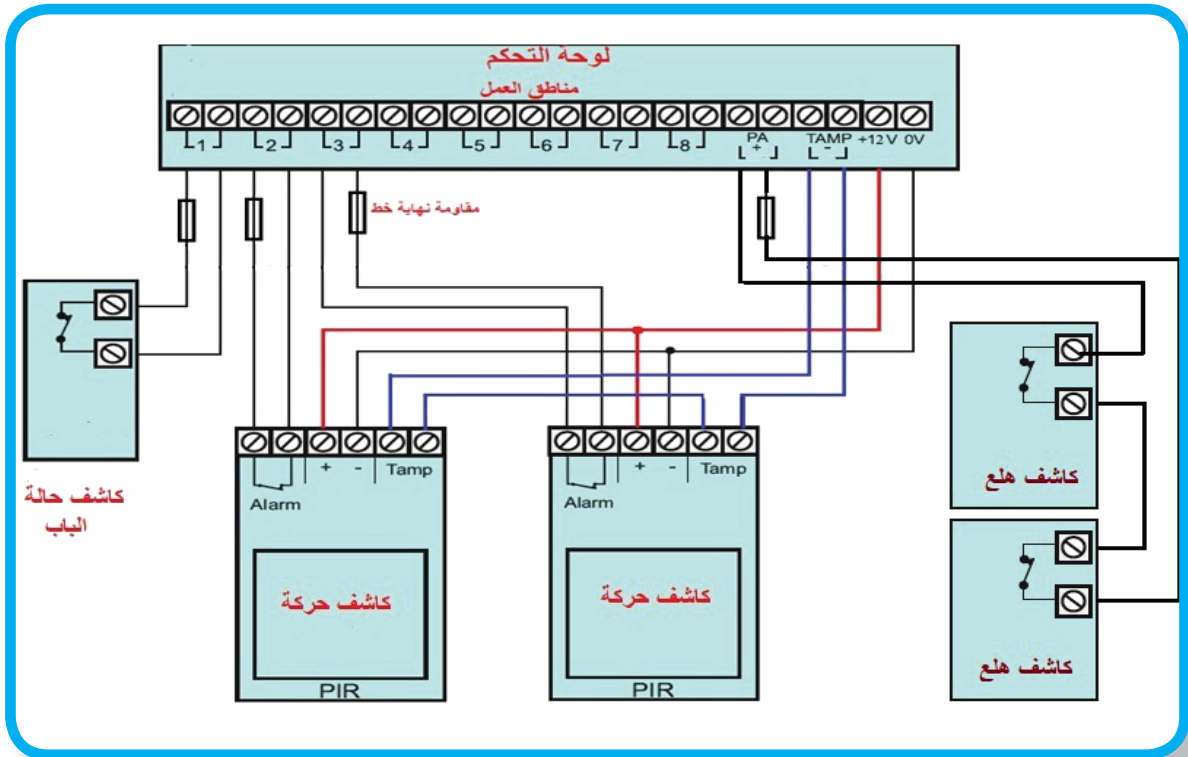 لوحة التحكم
مناطق العمل
1 2 3 4 5 6 7 8 PA TAMP +12 V 0V
+ -
مقاومة نهاية خط
كاشف حالة
الباب
+ - Tamp
Alarm
كاشف حركة
PIR
+ - Tamp
Alarm
كاشف حركة
PIR
كاشف هلع
كاشف هلع